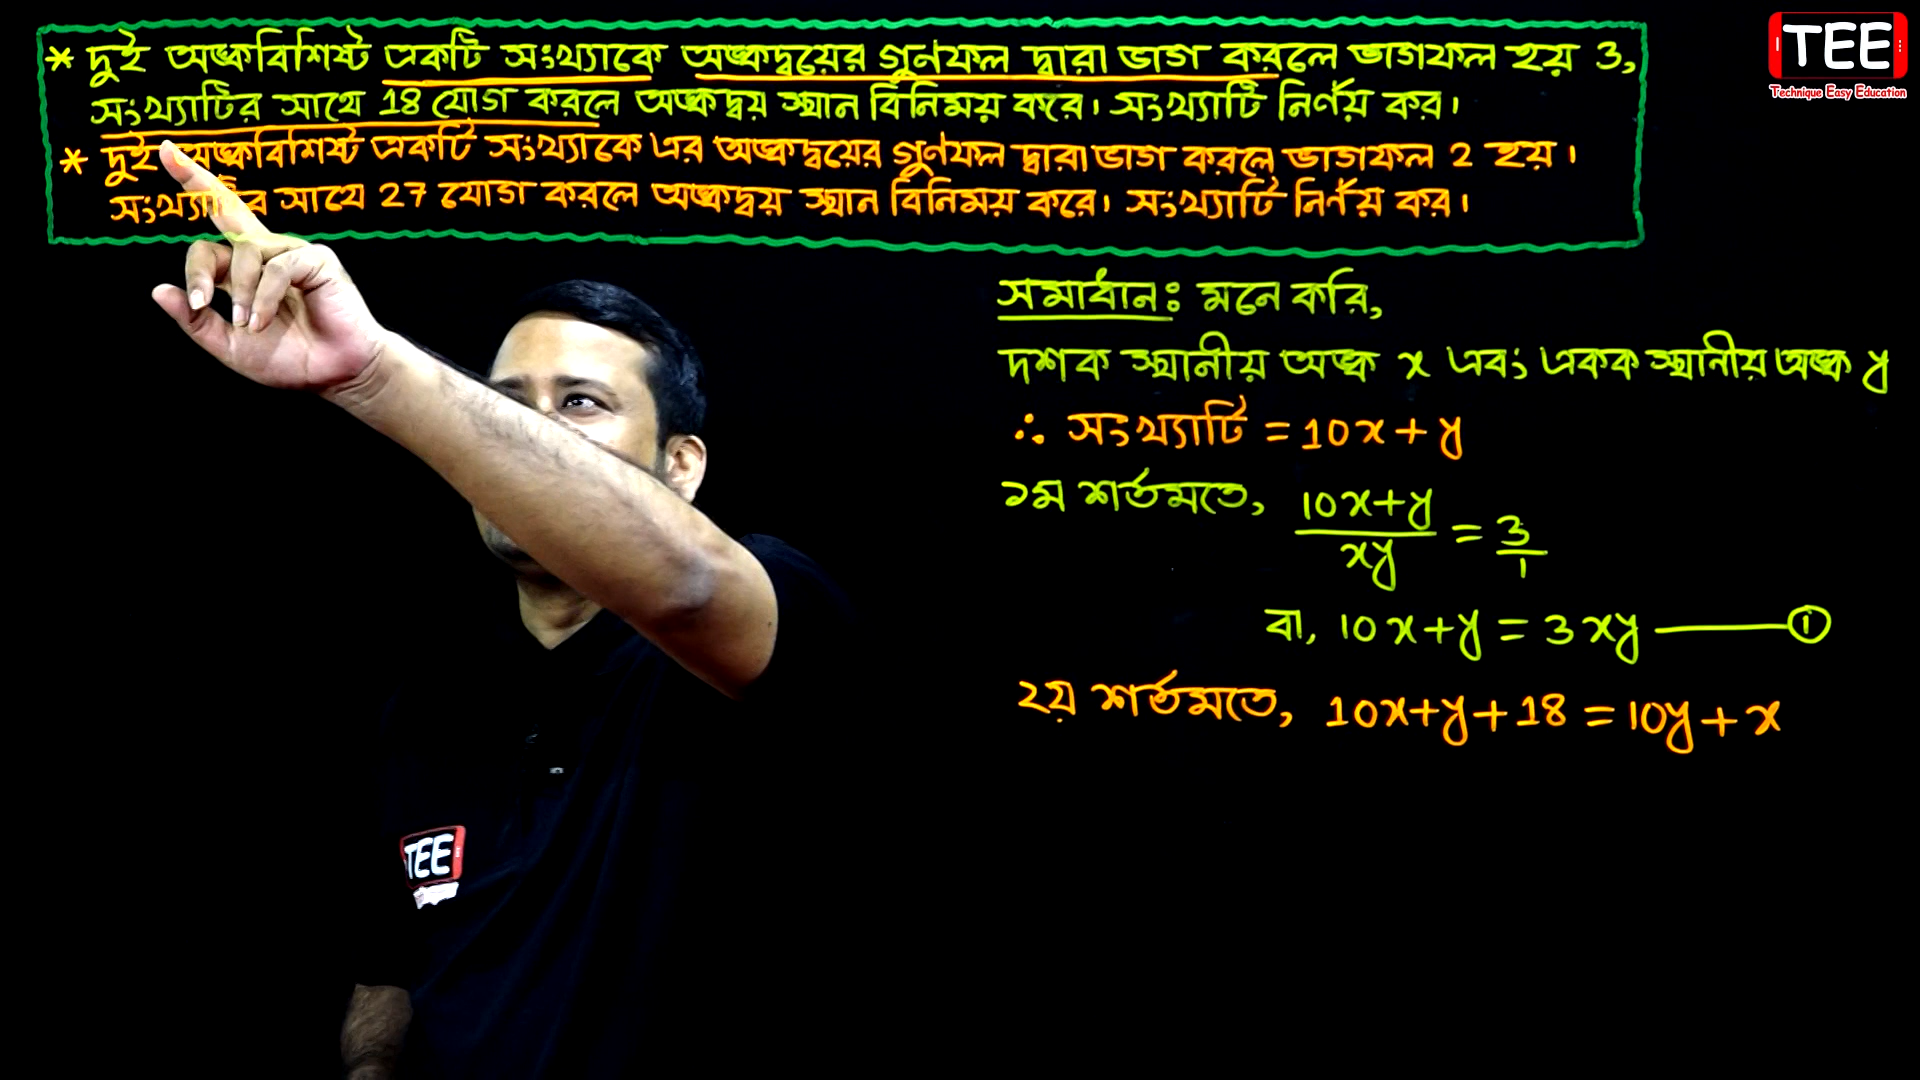 * দুই অঙ্কবিশিষ্ট একটি সংখ্যাকে অঙ্কদ্বয়ের গুণফল দ্বারা ভাগ করলে ভাগফল হয় 3,
সংখ্যাটির সাথে 18 যোগ করলে অঙ্কদ্বয় স্থান বিনিময় করে। সংখ্যাটি নির্ণয় কর।
* দুই অঙ্কবিশিষ্ট একটি সংখ্যাকে এর অঙ্কদ্বয়ের গুণফল দ্বারা ভাগ করলে ভাগফল 2 হয়।
সংখ্যাটির সাথে 27 যোগ করলে অঙ্কদ্বয় স্থান বিনিময় করে। সংখ্যাটি নির্ণয় কর।
TEE
Technique Easy Education
সমাধান: মনে করি,
দশক স্থানীয় অঙ্ক x এবং একক স্থানীয় অঙ্ক y
∴ সংখ্যাটি = 10x + y
১ম শর্তমতে, (10x+y)/xy = 3/1
বা, 10x+y = 3xy —— ①
২য় শর্তমতে, 10x+y+18 = 10y+x
TEE